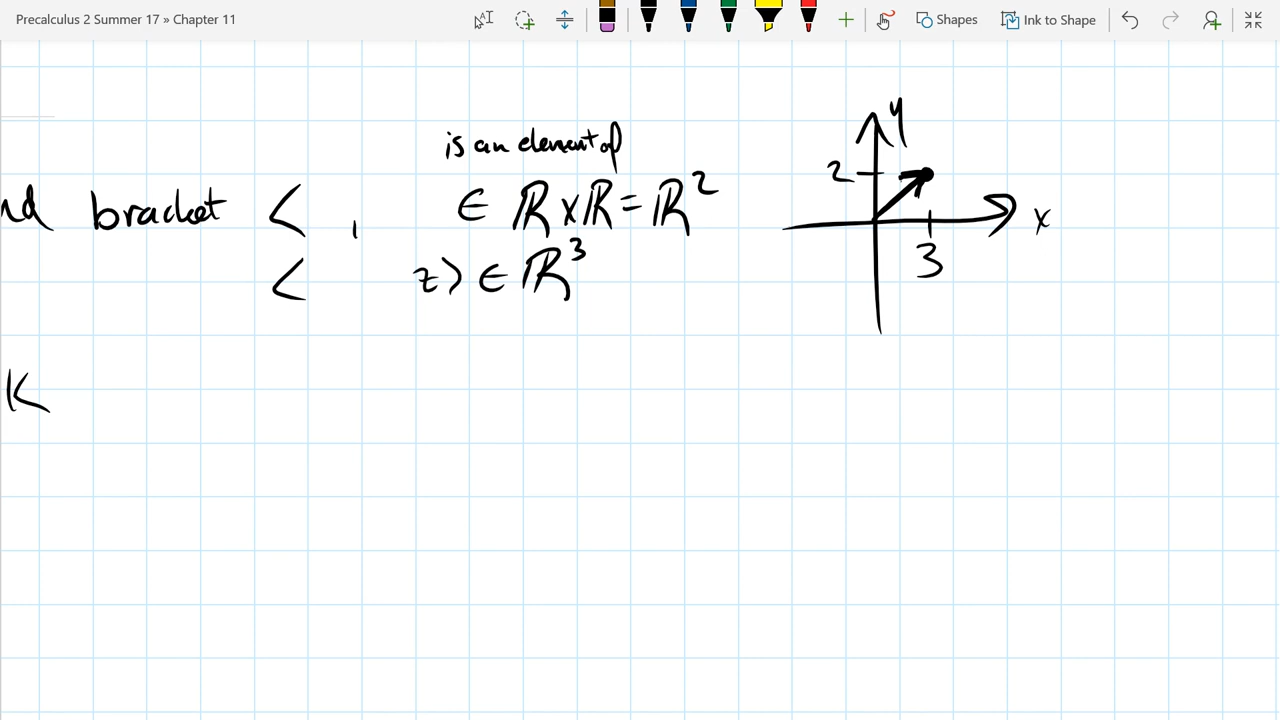 Precalculus 2 Summer 17 » Chapter 11
Shapes
Ink to Shape
is an element of
nd bracket < , ∈ ℝ×ℝ=ℝ²
< z> ∈ ℝ³
K
y
2
x
3